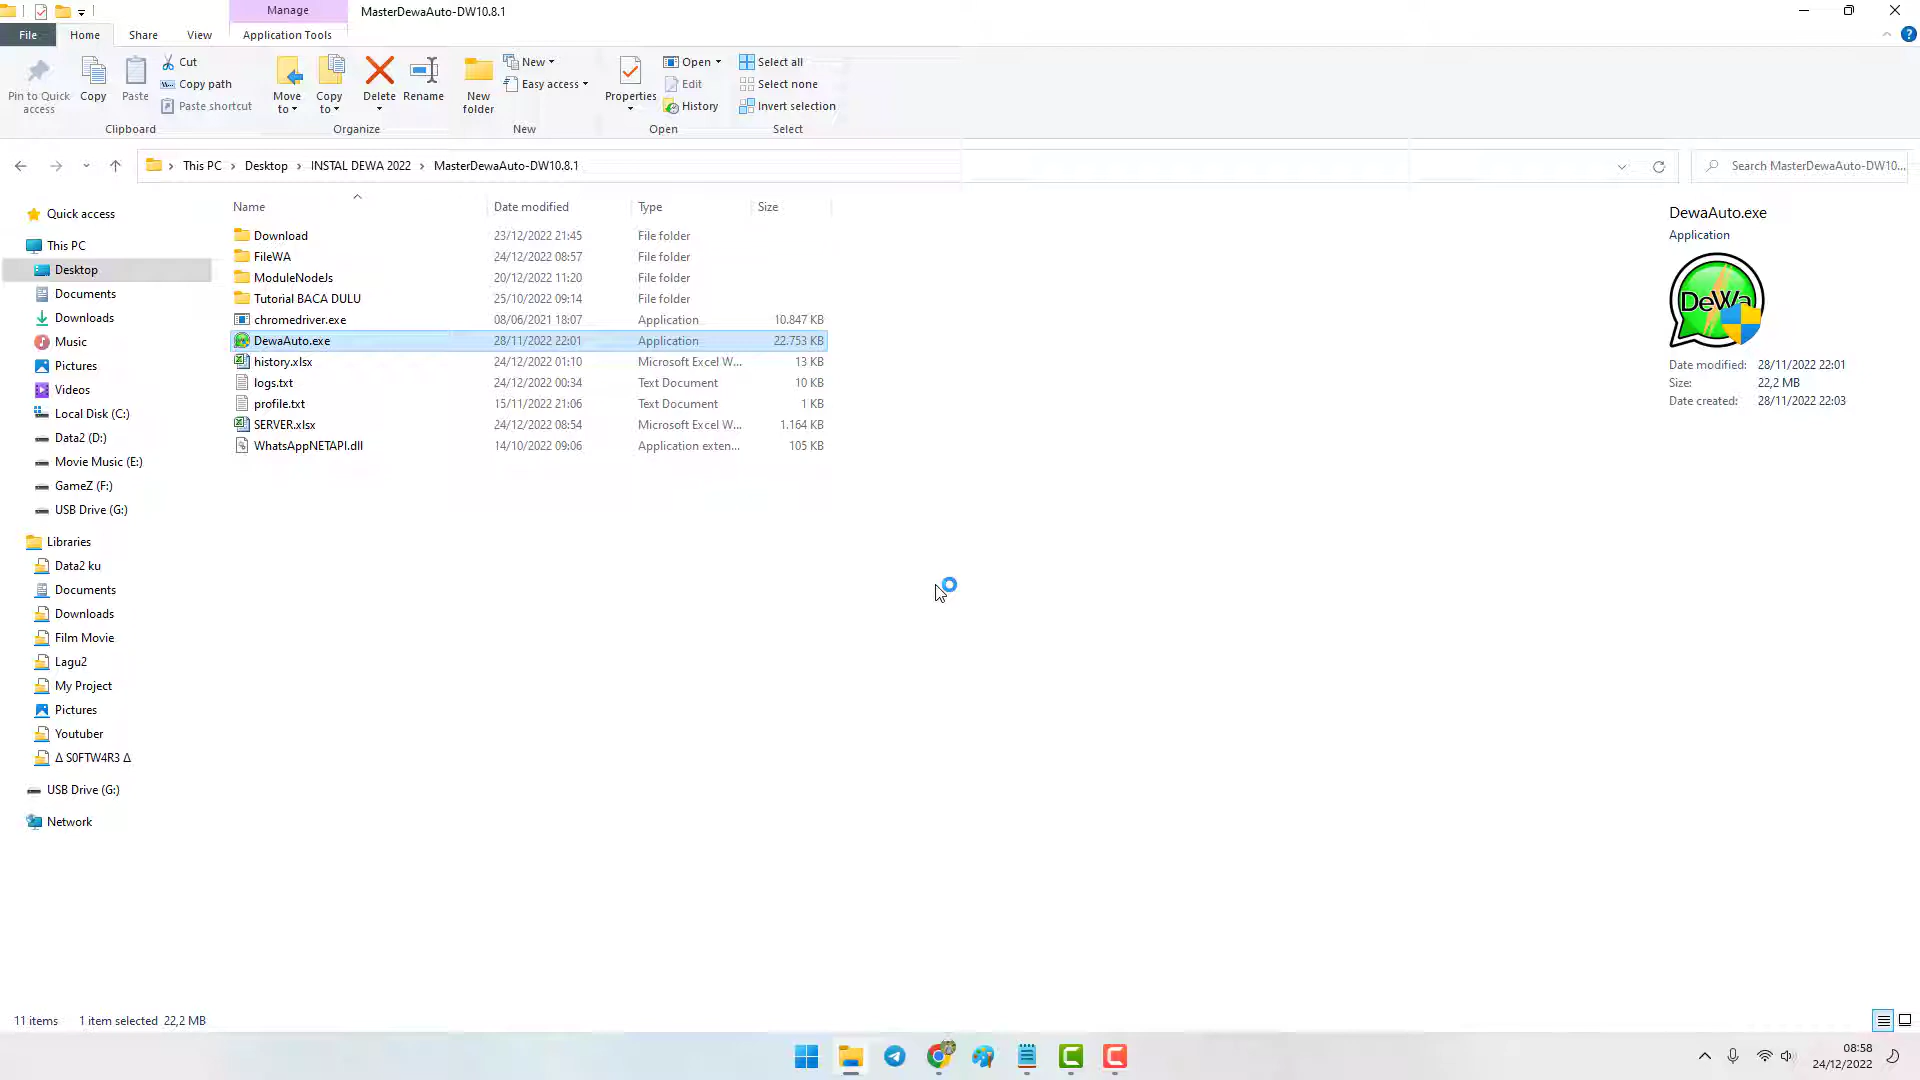 Manage
MasterDewaAuto-DW10.8.1
File
Home
Share
View
Application Tools
Pin to Quick access
Copy
Paste
Cut
Copy path
Paste shortcut
Clipboard
Move to
Copy to
Delete
Rename
Organize
New folder
New
Easy access
New
Properties
Open
Edit
History
Open
Select all
Select none
Invert selection
Select
This PC > Desktop > INSTAL DEWA 2022 > MasterDewaAuto-DW10.8.1
Search MasterDewaAuto-DW10...
Quick access
This PC
Desktop
Documents
Downloads
Music
Pictures
Videos
Local Disk (C:)
Data2 (D:)
Movie Music (E:)
GameZ (F:)
USB Drive (G:)
Libraries
Data2 ku
Documents
Downloads
Film Movie
Lagu2
My Project
Pictures
Youtuber
Δ S0FTW4R3 Δ
USB Drive (G:)
Network
Name Date modified Type Size
Download 23/12/2022 21:45 File folder
FileWA 24/12/2022 08:57 File folder
ModuleNodeJs 20/12/2022 11:20 File folder
Tutorial BACA DULU 25/10/2022 09:14 File folder
chromedriver.exe 08/06/2021 18:07 Application 10.847 KB
DewaAuto.exe 28/11/2022 22:01 Application 22.753 KB
history.xlsx 24/12/2022 01:10 Microsoft Excel W... 13 KB
logs.txt 24/12/2022 00:34 Text Document 10 KB
profile.txt 15/11/2022 21:06 Text Document 1 KB
SERVER.xlsx 24/12/2022 08:54 Microsoft Excel W... 1.164 KB
WhatsAppNETAPI.dll 14/10/2022 09:06 Application exten... 105 KB
DewaAuto.exe
Application
DeWa
Date modified: 28/11/2022 22:01
Size: 22,2 MB
Date created: 28/11/2022 22:03
11 items 1 item selected 22,2 MB
08:58
24/12/2022